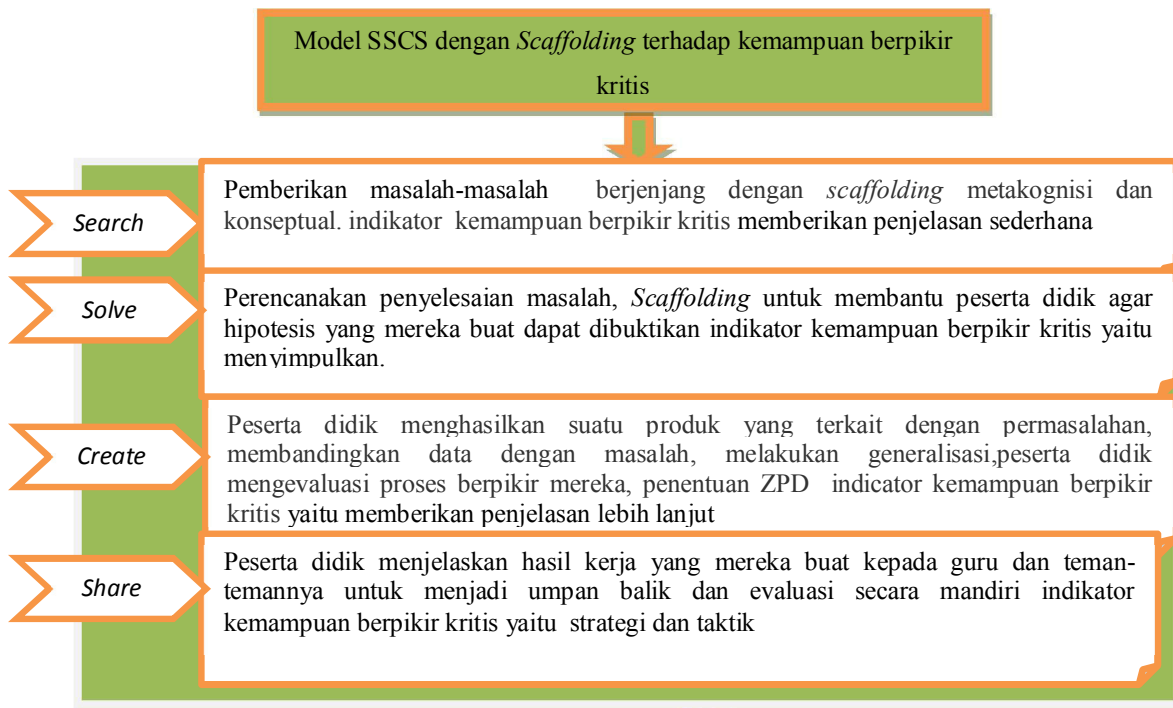 Model SSCS dengan Scaffolding terhadap kemampuan berpikir
kritis
Search
Pemberikan masalah-masalah berjenjang dengan scaffolding metakognisi dan
konseptual. indikator kemampuan berpikir kritis memberikan penjelasan sederhana
Solve
Perencanakan penyelesaian masalah, Scaffolding untuk membantu peserta didik agar
hipotesis yang mereka buat dapat dibuktikan indikator kemampuan berpikir kritis yaitu
menyimpulkan.
Create
Peserta didik menghasilkan suatu produk yang terkait dengan permasalahan,
membandingkan data dengan masalah, melakukan generalisasi,peserta didik
mengevaluasi proses berpikir mereka, penentuan ZPD indicator kemampuan berpikir
kritis yaitu memberikan penjelasan lebih lanjut
Share
Peserta didik menjelaskan hasil kerja yang mereka buat kepada guru dan teman-
temannya untuk menjadi umpan balik dan evaluasi secara mandiri indikator
kemampuan berpikir kritis yaitu strategi dan taktik